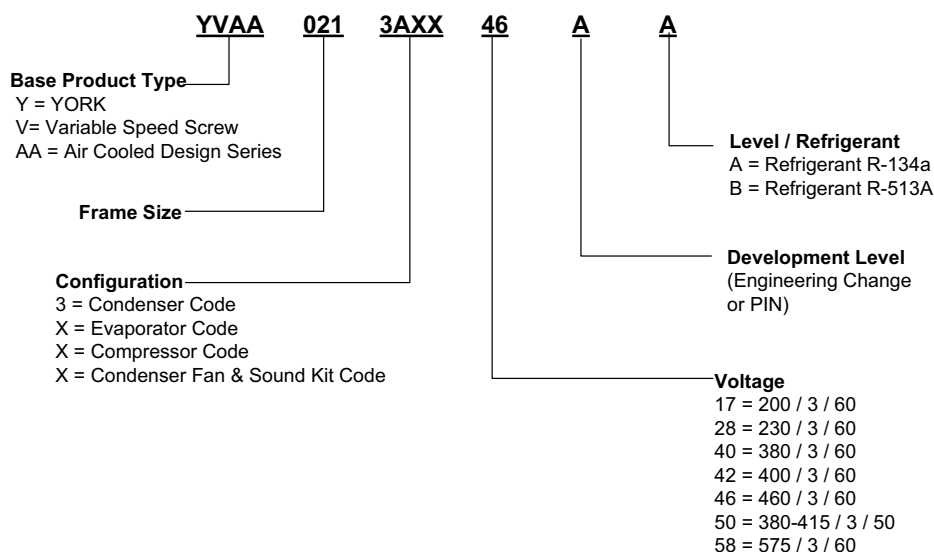 YVAA 021 3AXX 46 A A
Base Product Type
Y = YORK
V= Variable Speed Screw
AA = Air Cooled Design Series
Frame Size
Configuration
3 = Condenser Code
X = Evaporator Code
X = Compressor Code
X = Condenser Fan & Sound Kit Code
Level / Refrigerant
A = Refrigerant R-134a
B = Refrigerant R-513A
Development Level
(Engineering Change
or PIN)
Voltage
17 = 200 / 3 / 60
28 = 230 / 3 / 60
40 = 380 / 3 / 60
42 = 400 / 3 / 60
46 = 460 / 3 / 60
50 = 380-415 / 3 / 50
58 = 575 / 3 / 60